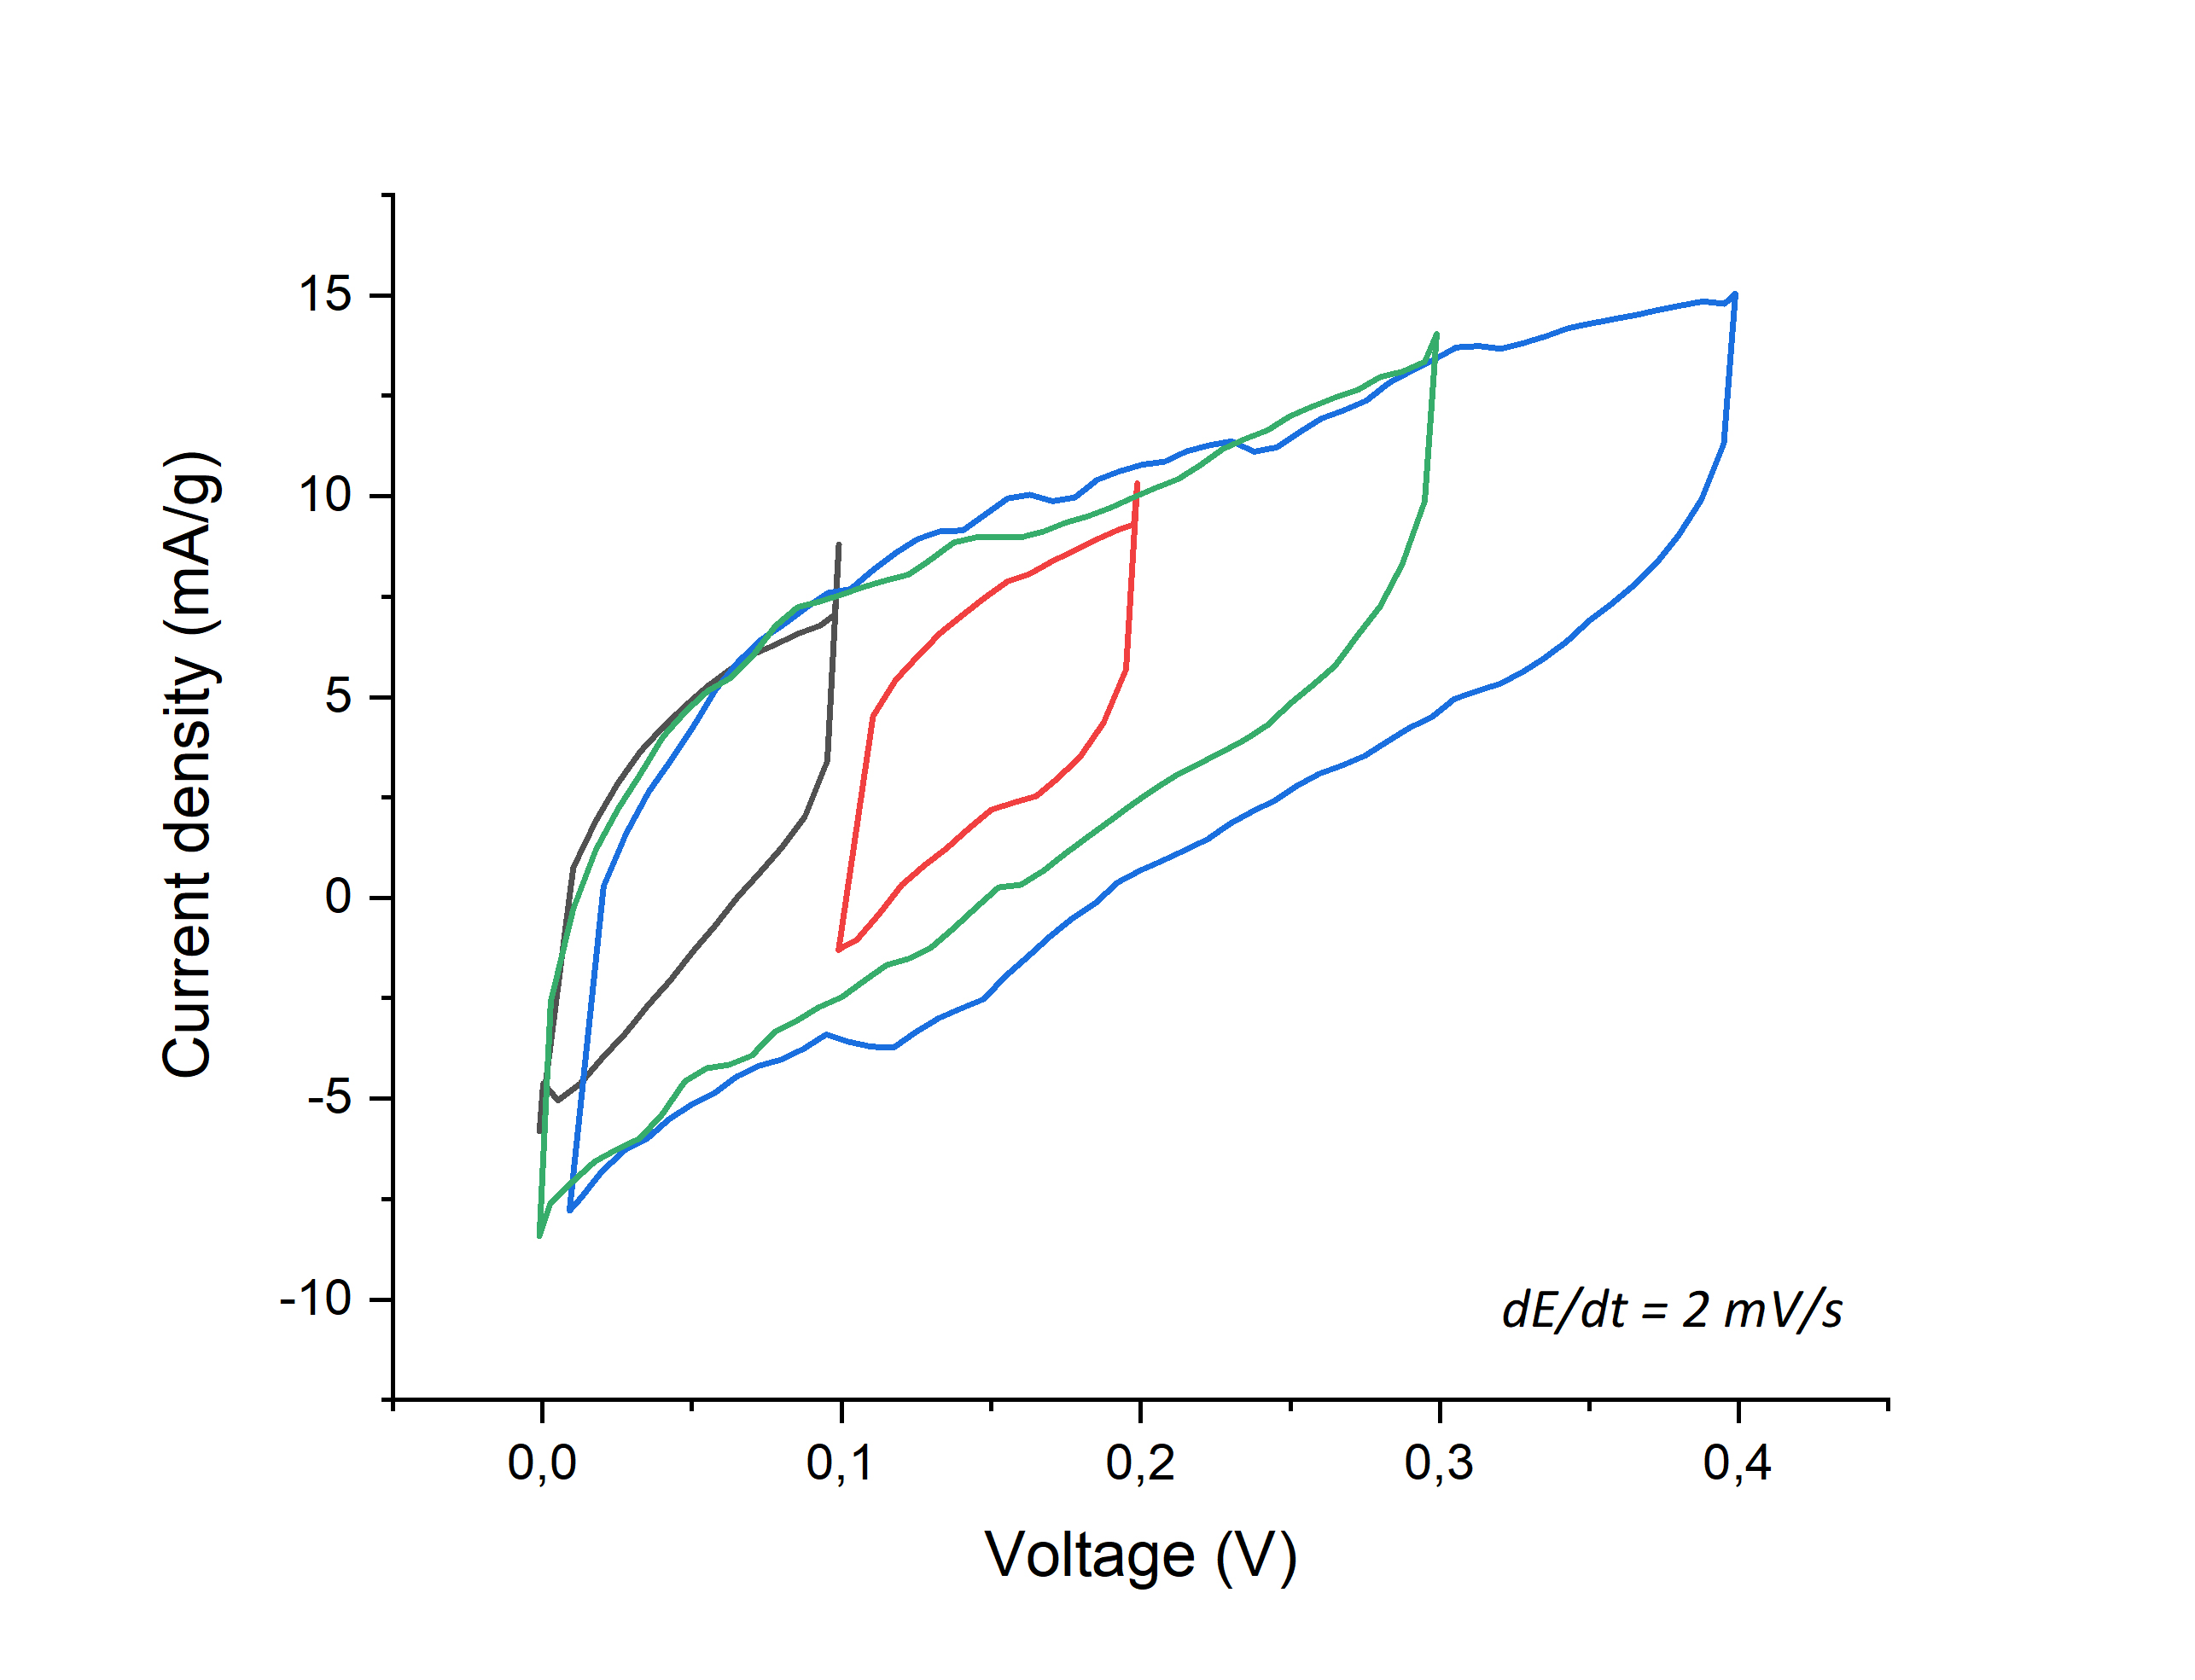 Current density (mA/g)
15
10
5
0
-5
-10
dE/dt = 2 mV/s
0,0 0,1 0,2 0,3 0,4
Voltage (V)